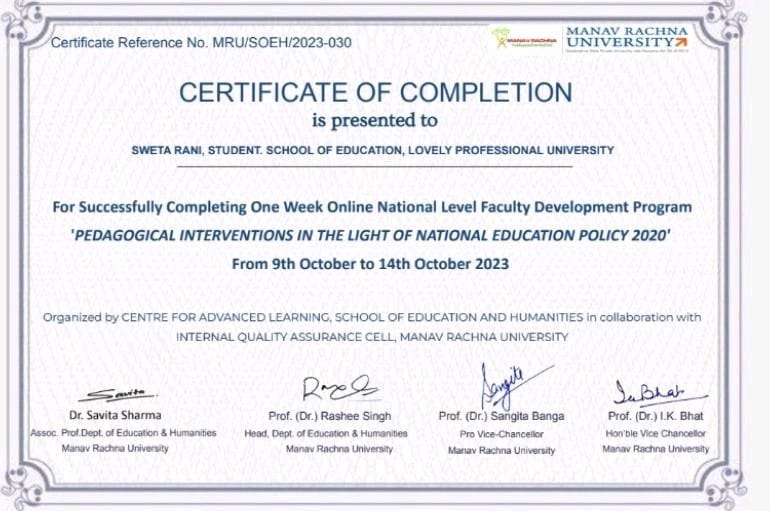 Certificate Reference No. MRU/SOEH/2023-030
MANAV RACHNA
MANAV RACHNA
UNIVERSITY
CERTIFICATE OF COMPLETION
is presented to
SWETA RANI, STUDENT. SCHOOL OF EDUCATION, LOVELY PROFESSIONAL UNIVERSITY
For Successfully Completing One Week Online National Level Faculty Development Program
'PEDAGOGICAL INTERVENTIONS IN THE LIGHT OF NATIONAL EDUCATION POLICY 2020'
From 9th October to 14th October 2023
Organized by CENTRE FOR ADVANCED LEARNING, SCHOOL OF EDUCATION AND HUMANITIES in collaboration with
INTERNAL QUALITY ASSURANCE CELL, MANAV RACHNA UNIVERSITY
Savita
Sangita
I.K. Bhat
Dr. Savita Sharma
Assoc. Prof.Dept. of Education & Humanities
Manav Rachna University
Prof. (Dr.) Rashee Singh
Head, Dept. of Education & Humanities
Manav Rachna University
Prof. (Dr.) Sangita Banga
Pro Vice-Chancellor
Manav Rachna University
Prof. (Dr.) I.K. Bhat
Hon'ble Vice Chancellor
Manav Rachna University